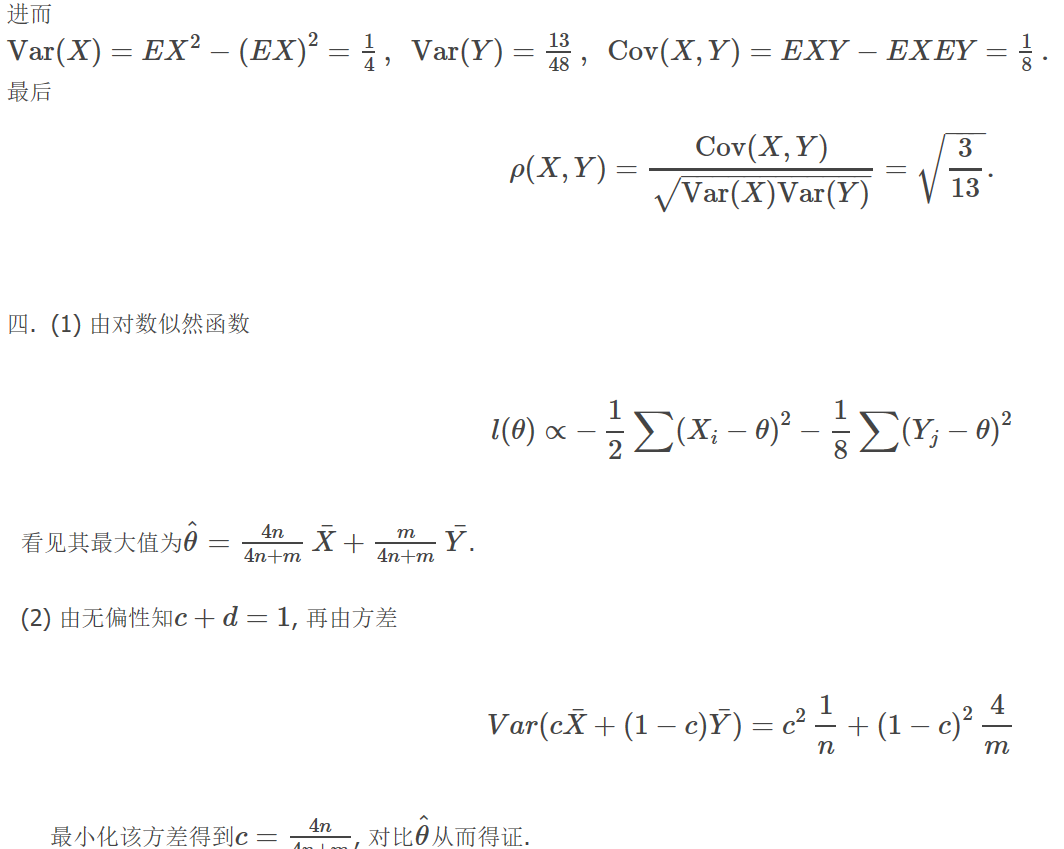 进而
Var(X) = EX² − (EX)² = 1/4 , Var(Y) = 13/48 , Cov(X, Y) = EXY − EXEY = 1/8 .
最后
ρ(X, Y) = Cov(X, Y) / √(Var(X)Var(Y)) = √(3/13).
四. (1) 由对数似然函数
l(θ) ∝ − 1/2 ∑(X_i − θ)² − 1/8 ∑(Y_j − θ)²
看见其最大值为θ̂ = 4n/(4n+m) X̄ + m/(4n+m) Ȳ.
(2) 由无偏性知c + d = 1, 再由方差
Var(cX̄ + (1 − c)Ȳ) = c² 1/n + (1 − c)² 4/m
最小化该方差得到c = 4n/(4n+m), 对比θ̂从而得证.